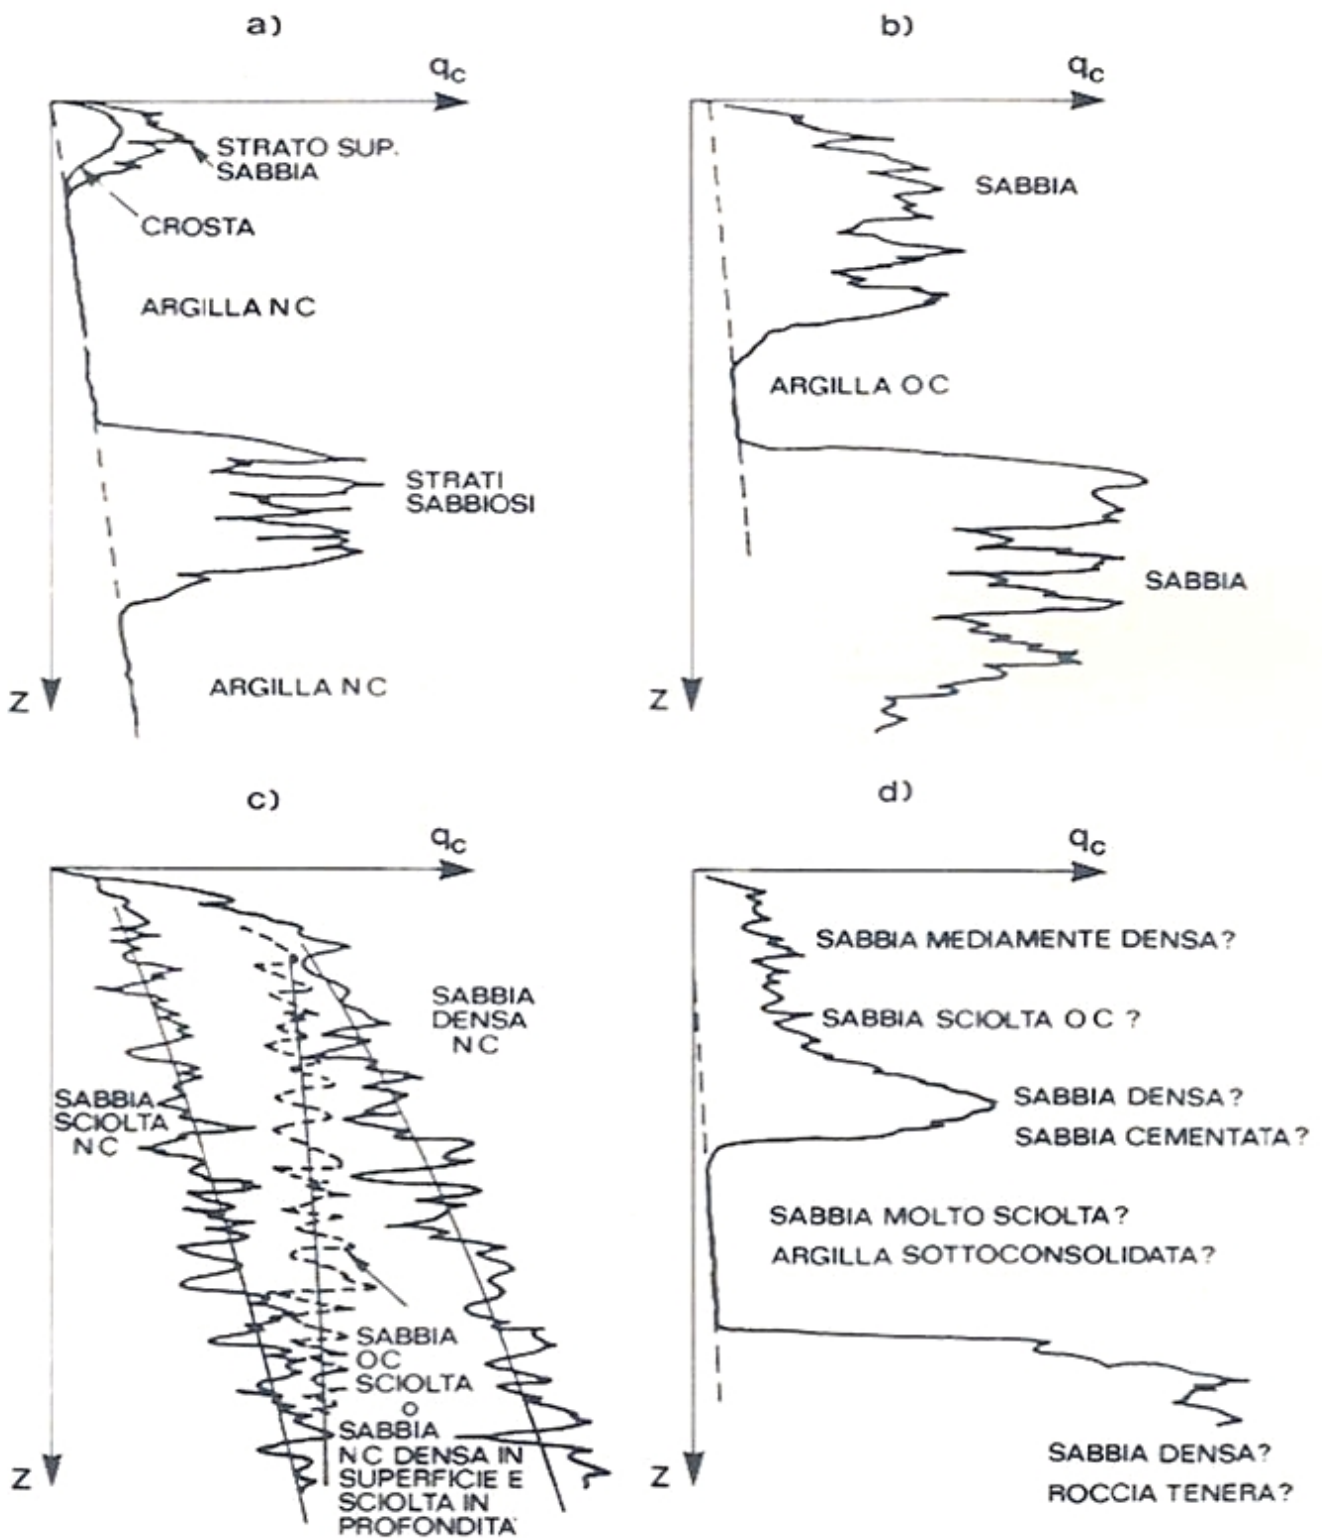 a)
qc
STRATO SUP.
SABBIA
CROSTA
ARGILLA NC
STRATI
SABBIOSI
ARGILLA NC
Z
b)
qc
SABBIA
ARGILLA OC
SABBIA
Z
c)
qc
SABBIA
DENSA
NC
SABBIA
SCIOLTA
NC
SABBIA
OC
SCIOLTA
O
SABBIA
NC DENSA IN
SUPERFICIE E
SCIOLTA IN
PROFONDITA'
Z
d)
qc
SABBIA MEDIAMENTE DENSA?
SABBIA SCIOLTA OC?
SABBIA DENSA?
SABBIA CEMENTATA?
SABBIA MOLTO SCIOLTA?
ARGILLA SOTTOCONSOLIDATA?
Z
SABBIA DENSA?
ROCCIA TENERA?